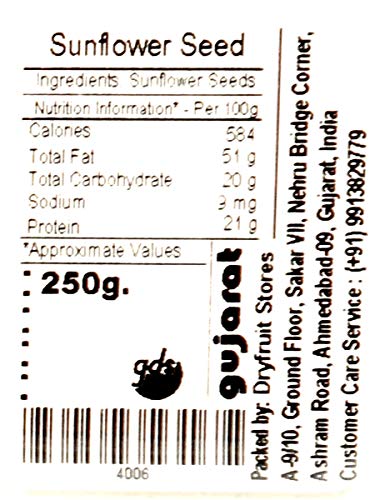 Sunflower Seed
Ingredients Sunflower Seeds
Nutrition Information* - Per 100g
Calories 584
Total Fat 51 g
Total Carbohydrate 20 g
Sodium 9 mg
Protein 21 g
*Approximate Values
250g.
gds
gujarat
4006
Packed by: Dryfruit Stores
A-9/10, Ground Floor, Sakar VII, Nehru Bridge Corner,
Ashram Road, Ahmedabad-09, Gujarat, India
Customer Care Service : (+91) 9913829779